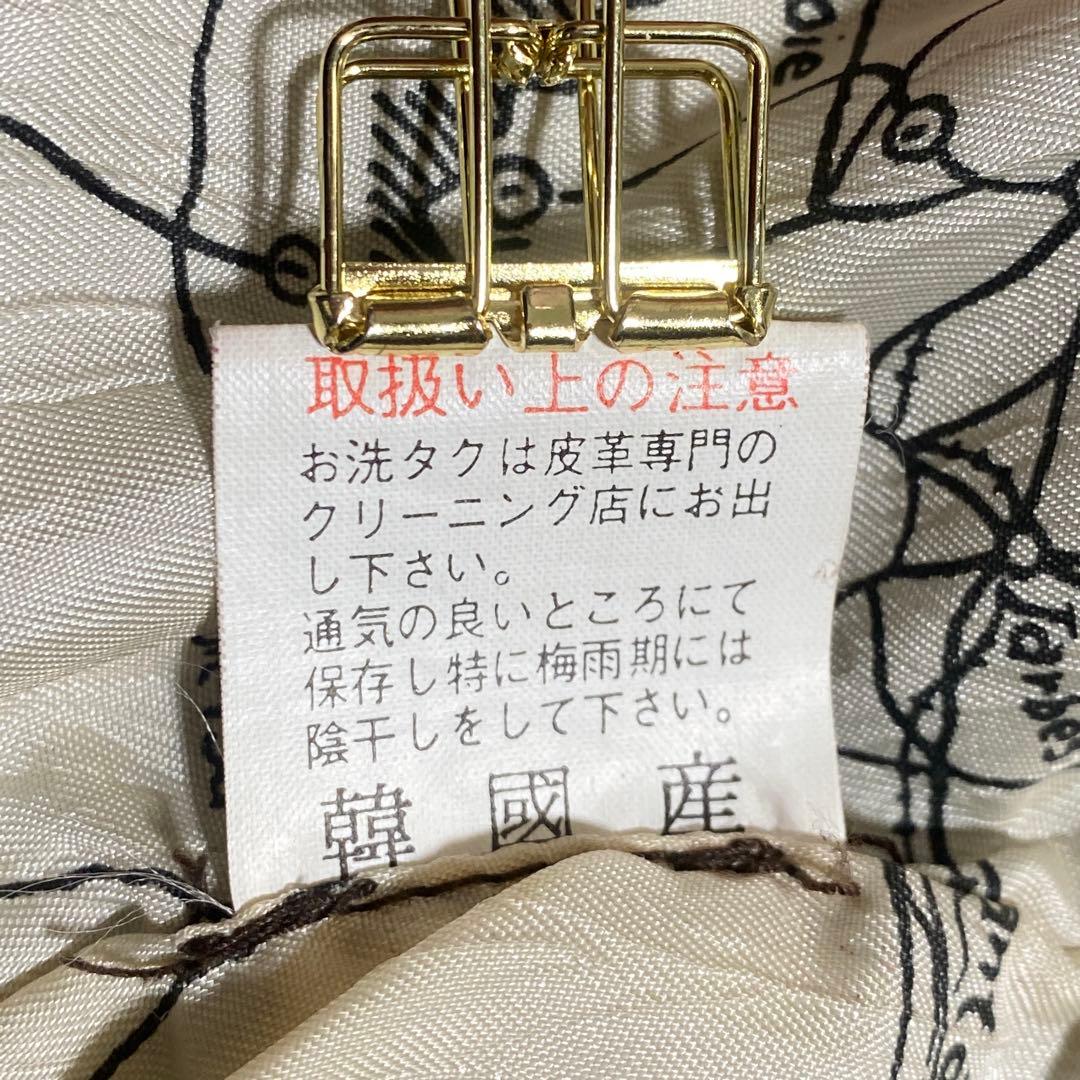 取扱い上の注意
お洗タクは皮革専門の
クリーニング店にお出
し下さい。
通気の良いところにて
保存し特に梅雨期には
陰干しをして下さい。
韓國産